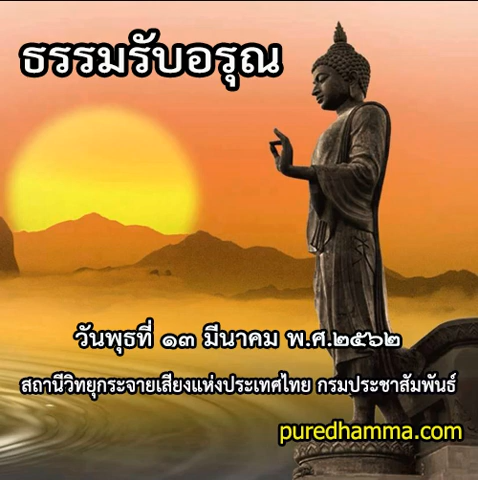 ธรรมรับอรุณ
วันพุธที่ ๑๓ มีนาคม พ.ศ.๒๕๖๒
สถานีวิทยุกระจายเสียงแห่งประเทศไทย กรมประชาสัมพันธ์
puredhamma.com